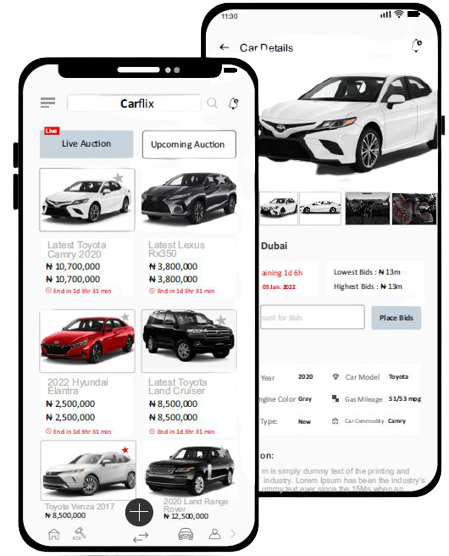 Carflix
Live
Live Auction
Upcoming Auction
Latest Toyota
Camry 2020
₦ 10,700,000
₦ 10,700,000
End in 1d 3hr 31 min
Latest Lexus
Rx350
₦ 3,800,000
₦ 3,800,000
End in 1d 3hr 31 min
2022 Hyundai
Elantra
₦ 2,500,000
₦ 2,500,000
End in 1d 3hr 31 min
Latest Toyota
Land Cruiser
₦ 8,500,000
₦ 8,500,000
End in 1d 3hr 31 min
Toyota Venza 2017
₦ 8,500,000
2020 Land Range
Rover
₦ 12,500,000
11:30
Car Details
Dubai
aining 1d 6h
05 Jan. 2022
Lowest Bids : ₦ 13m
Highest Bids : ₦ 13m
unt for Bids
Place Bids
Year 2020 Car Model Toyota
ngine Color Gray Gas Mileage 51/53 mpg
Type: New Car Commodity Camry
on:
m is simply dummy text of the printing and
industry. Lorem Ipsum has been the industry's
ummy text ever since the 15Ms when an